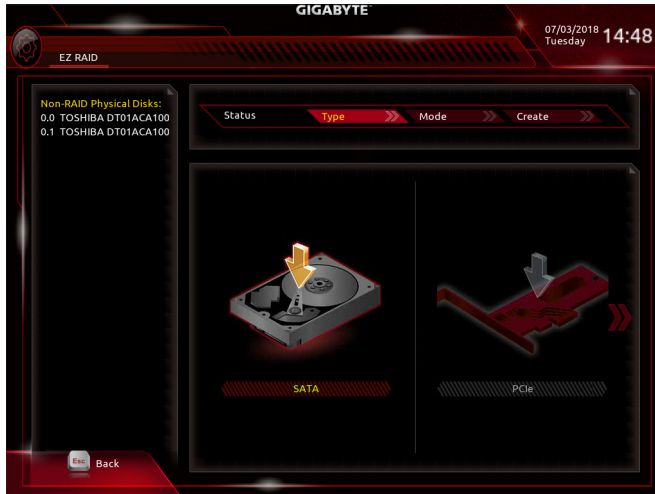 GIGABYTE
07/03/2018
Tuesday
14:48
EZ RAID
Non-RAID Physical Disks:
0.0 TOSHIBA DT01ACA100
0.1 TOSHIBA DT01ACA100
Status
Type
Mode
Create
SATA
PCIe
Esc
Back